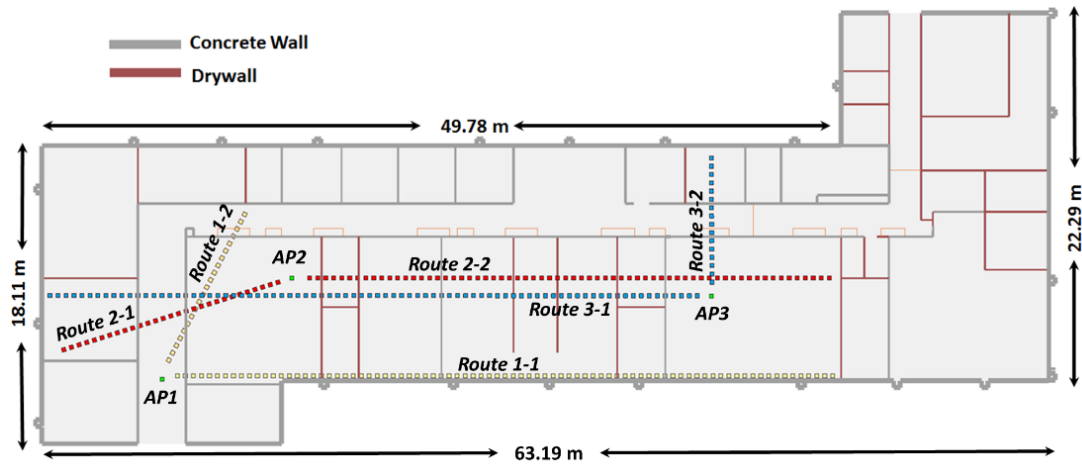 Concrete Wall
Drywall
49.78 m
Route 1-2
Route 3-2
AP2
Route 2-2
22.29 m
18.11 m
Route 2-1
Route 3-1
AP3
Route 1-1
AP1
63.19 m